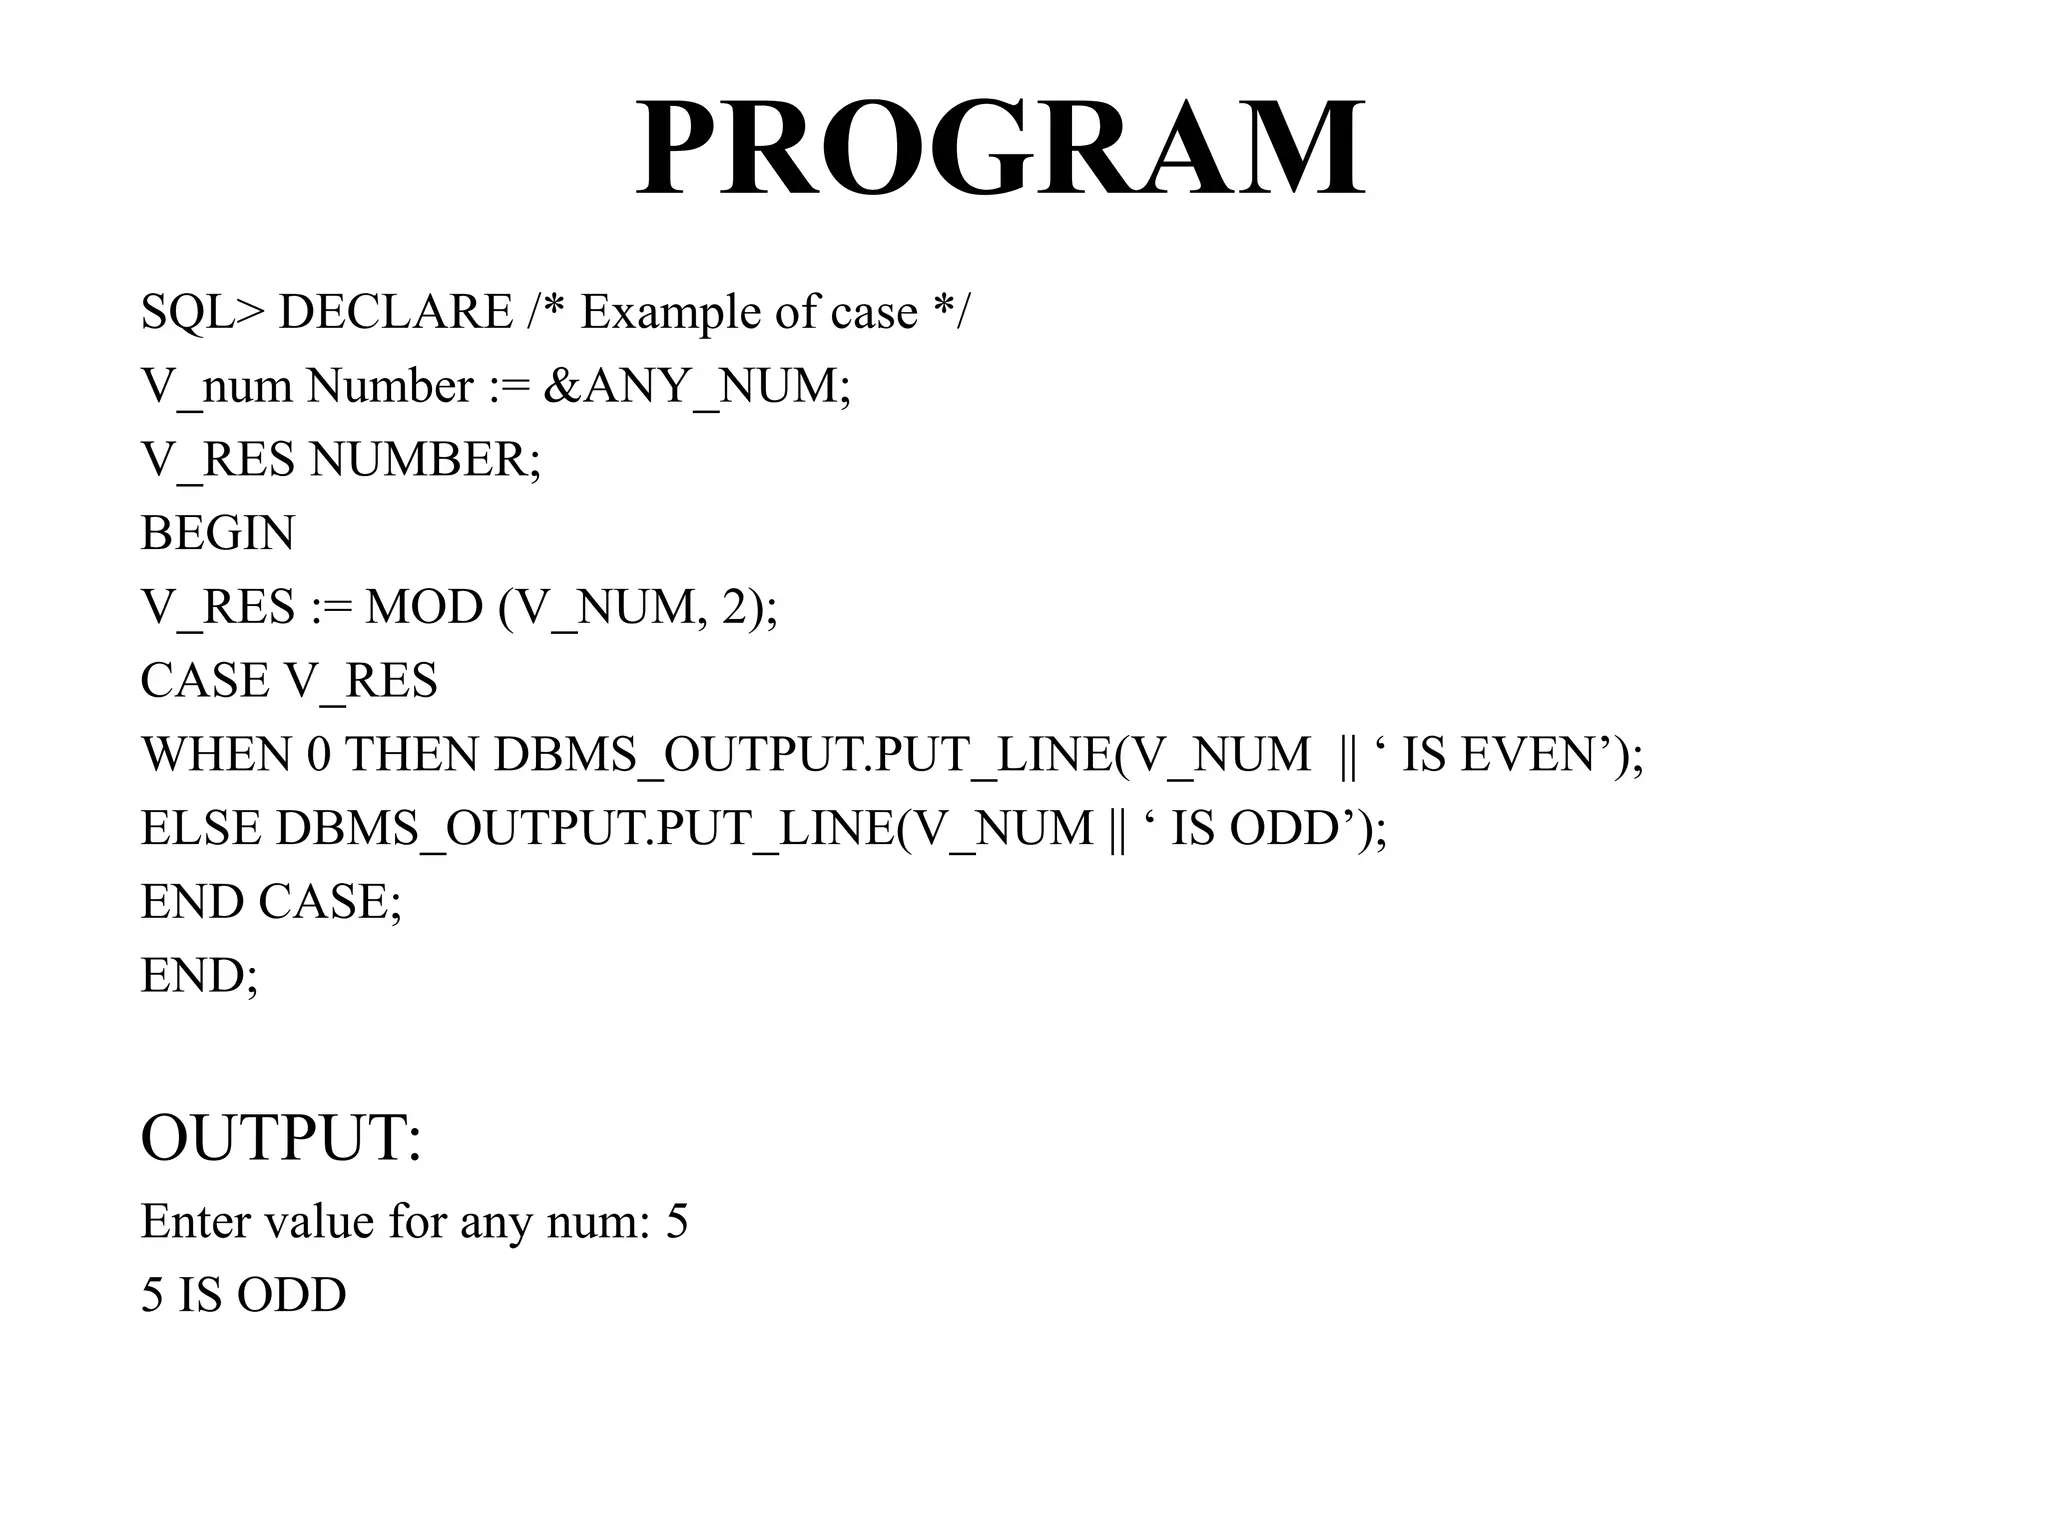 PROGRAM
SQL> DECLARE /* Example of case */
V_num Number := &ANY_NUM;
V_RES NUMBER;
BEGIN
V_RES := MOD (V_NUM, 2);
CASE V_RES
WHEN 0 THEN DBMS_OUTPUT.PUT_LINE(V_NUM  || ‘ IS EVEN’);
ELSE DBMS_OUTPUT.PUT_LINE(V_NUM || ‘ IS ODD’);
END CASE;
END;
OUTPUT:
Enter value for any num: 5
5 IS ODD